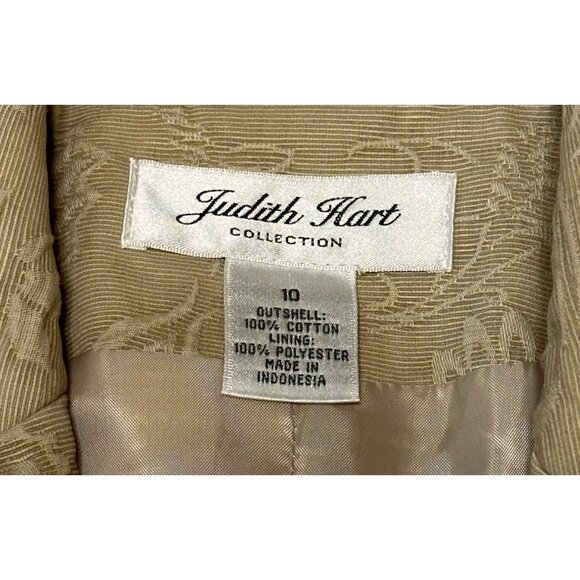 Judith Hart
COLLECTION
10
OUTSHELL:
100% COTTON
LINING:
100% POLYESTER
MADE IN
INDONESIA